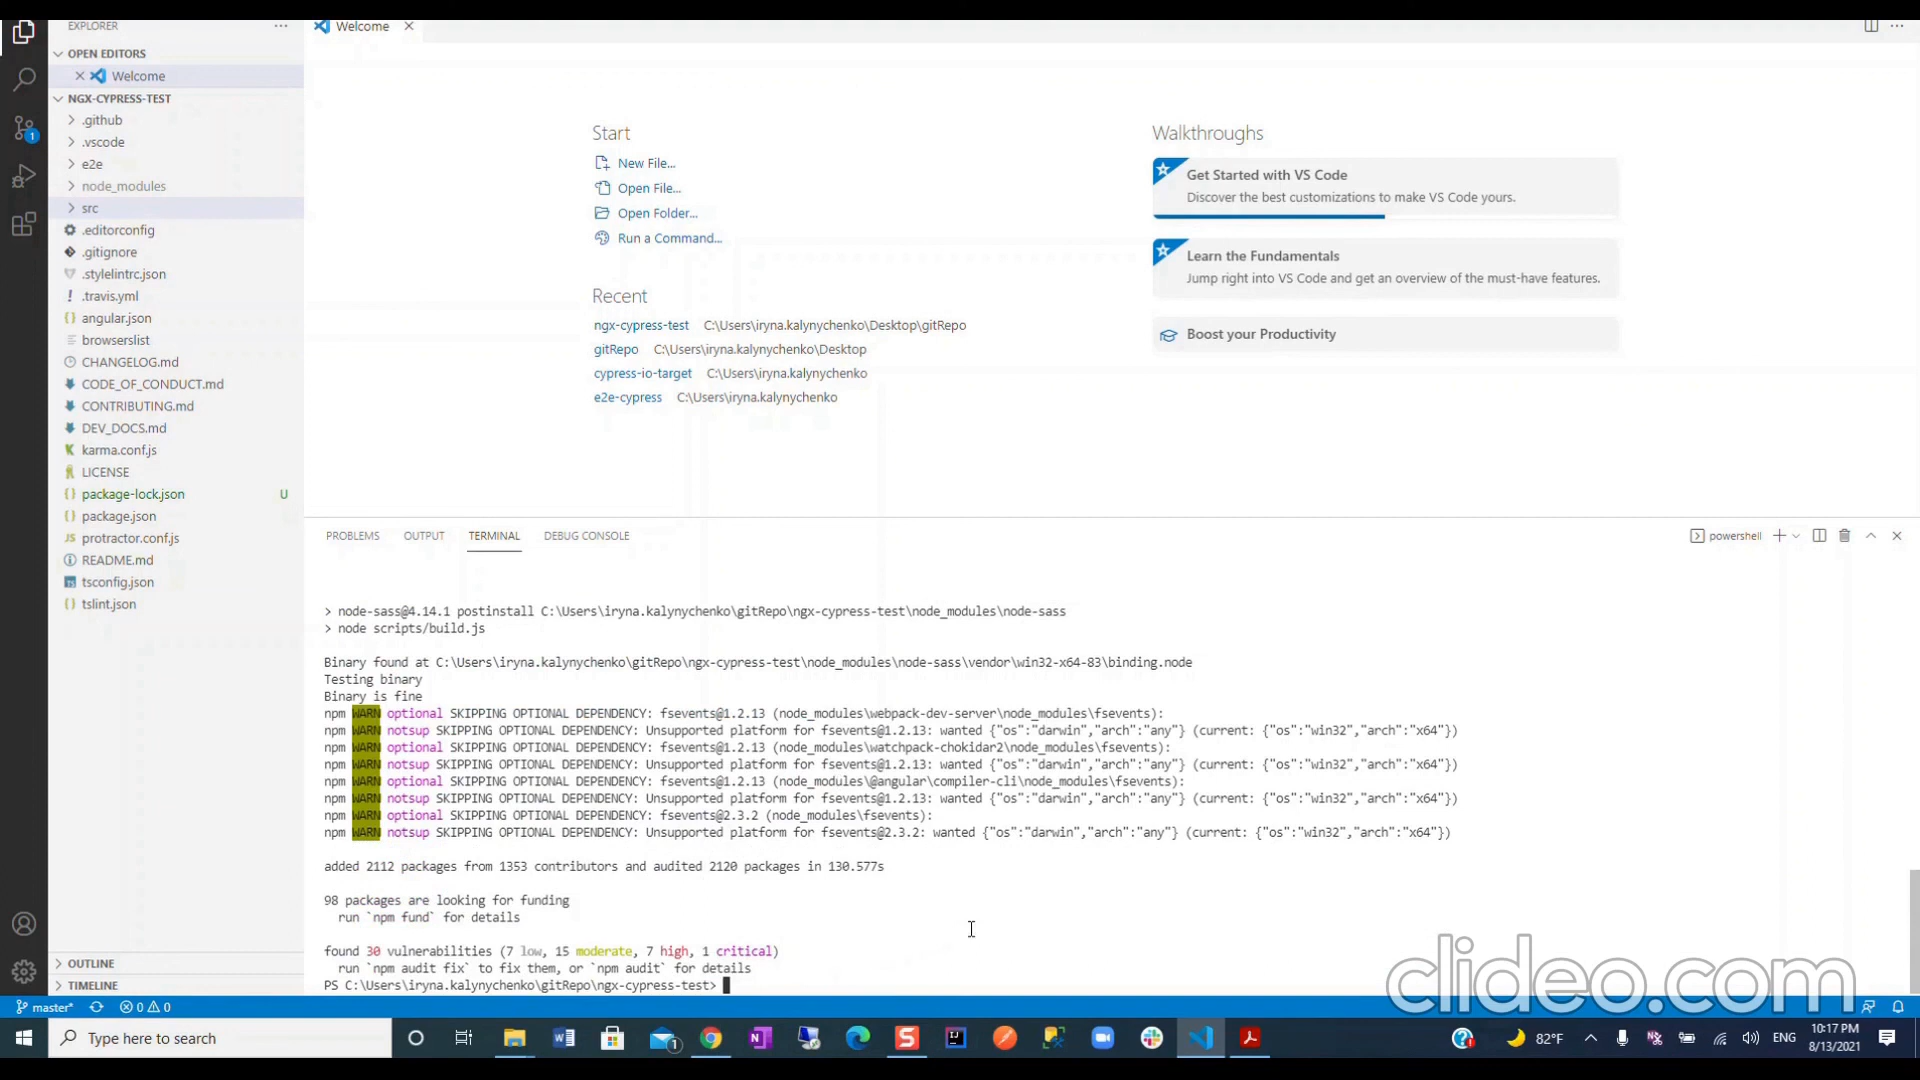 EXPLORER
OPEN EDITORS
Welcome
NGX-CYPRESS-TEST
.github
.vscode
e2e
node_modules
src
.editorconfig
.gitignore
.stylelintrc.json
.travis.yml
angular.json
browserslist
CHANGELOG.md
CODE_OF_CONDUCT.md
CONTRIBUTING.md
DEV_DOCS.md
karma.conf.js
LICENSE
package-lock.json U
package.json
protractor.conf.js
README.md
tsconfig.json
tslint.json
OUTLINE
TIMELINE
Welcome
Start
New File...
Open File...
Open Folder...
Run a Command...
Recent
ngx-cypress-test C:\Users\iryna.kalynychenko\Desktop\gitRepo
gitRepo C:\Users\iryna.kalynychenko\Desktop
cypress-io-target C:\Users\iryna.kalynychenko
e2e-cypress C:\Users\iryna.kalynychenko
Walkthroughs
Get Started with VS Code
Discover the best customizations to make VS Code yours.
Learn the Fundamentals
Jump right into VS Code and get an overview of the must-have features.
Boost your Productivity
PROBLEMS OUTPUT TERMINAL DEBUG CONSOLE
powershell
> node-sass@4.14.1 postinstall C:\Users\iryna.kalynychenko\gitRepo\ngx-cypress-test\node_modules\node-sass
> node scripts/build.js
Binary found at C:\Users\iryna.kalynychenko\gitRepo\ngx-cypress-test\node_modules\node-sass\vendor\win32-x64-83\binding.node
Testing binary
Binary is fine
npm WARN optional SKIPPING OPTIONAL DEPENDENCY: fsevents@1.2.13 (node_modules\webpack-dev-server\node_modules\fsevents):
npm WARN notsup SKIPPING OPTIONAL DEPENDENCY: Unsupported platform for fsevents@1.2.13: wanted {"os":"darwin","arch":"any"} (current: {"os":"win32","arch":"x64"})
npm WARN optional SKIPPING OPTIONAL DEPENDENCY: fsevents@1.2.13 (node_modules\watchpack-chokidar2\node_modules\fsevents):
npm WARN notsup SKIPPING OPTIONAL DEPENDENCY: Unsupported platform for fsevents@1.2.13: wanted {"os":"darwin","arch":"any"} (current: {"os":"win32","arch":"x64"})
npm WARN optional SKIPPING OPTIONAL DEPENDENCY: fsevents@1.2.13 (node_modules\@angular\compiler-cli\node_modules\fsevents):
npm WARN notsup SKIPPING OPTIONAL DEPENDENCY: Unsupported platform for fsevents@1.2.13: wanted {"os":"darwin","arch":"any"} (current: {"os":"win32","arch":"x64"})
npm WARN optional SKIPPING OPTIONAL DEPENDENCY: fsevents@2.3.2 (node_modules\fsevents):
npm WARN notsup SKIPPING OPTIONAL DEPENDENCY: Unsupported platform for fsevents@2.3.2: wanted {"os":"darwin","arch":"any"} (current: {"os":"win32","arch":"x64"})
added 2112 packages from 1353 contributors and audited 2120 packages in 130.577s
98 packages are looking for funding
run `npm fund` for details
found 30 vulnerabilities (7 low, 15 moderate, 7 high, 1 critical)
run `npm audit fix` to fix them, or `npm audit` for details
PS C:\Users\iryna.kalynychenko\gitRepo\ngx-cypress-test>
clideo.com
master* 0 0
Type here to search
82°F
ENG
10:17 PM
8/13/2021